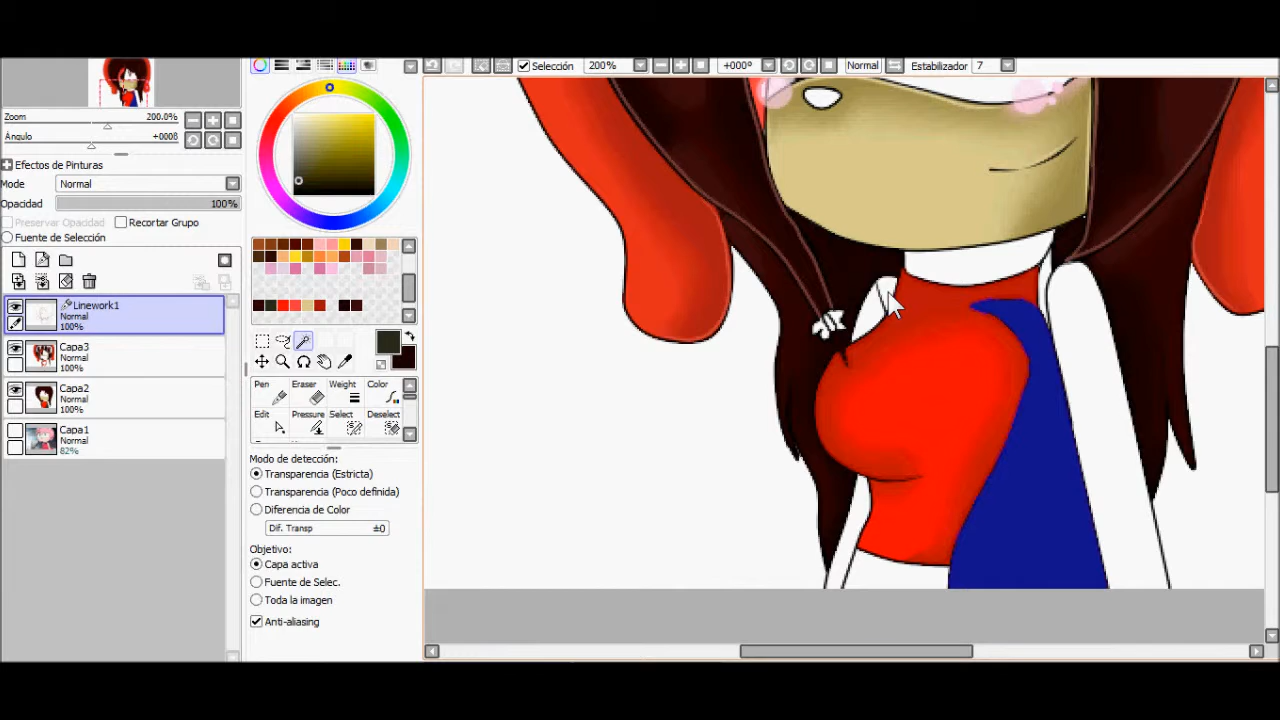 Selección 200% +000º Normal Estabilizador 7
Zoom 200.0%
Ángulo +0008
Efectos de Pinturas
Mode Normal
Opacidad 100%
Preservar Opacidad Recortar Grupo
Fuente de Selección
Linework1
Normal
100%
Capa3
Normal
100%
Capa2
Normal
100%
Capa1
Normal
82%
Pen Eraser Weight Color
Edit Pressure Select Deselect
Modo de detección:
Transparencia (Estricta)
Transparencia (Poco definida)
Diferencia de Color
Dif. Transp ±0
Objetivo:
Capa activa
Fuente de Selec.
Toda la imagen
Anti-aliasing